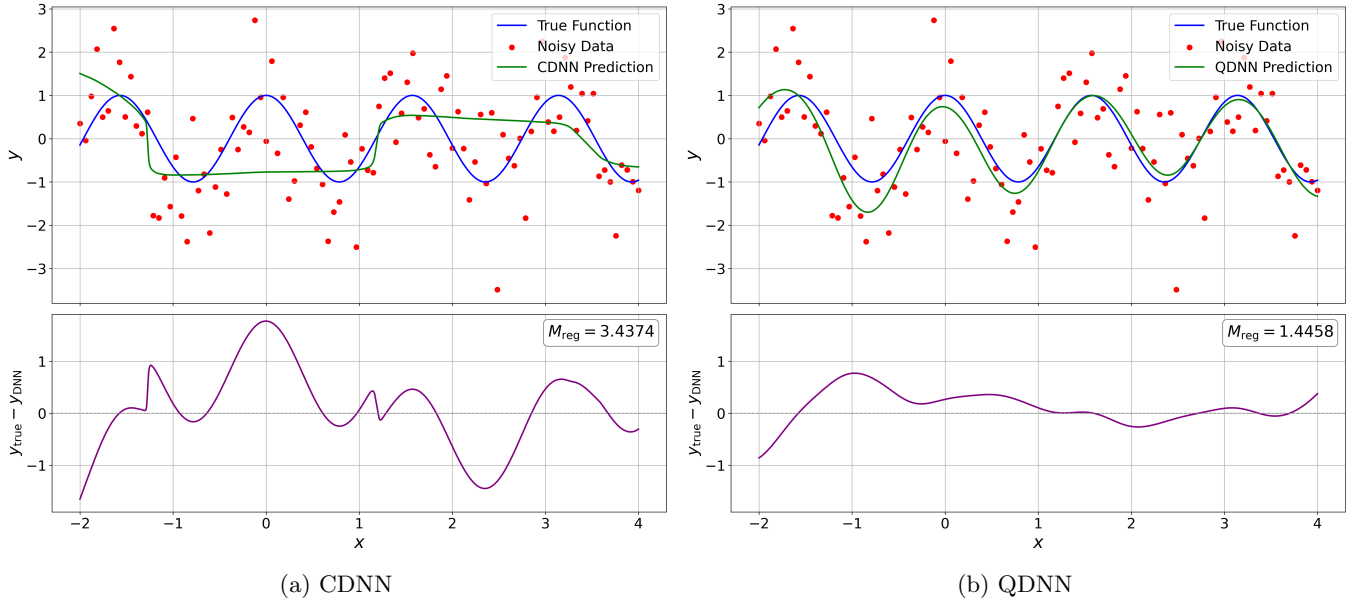 3
2
1
0
−1
−2
−3
y
True Function
Noisy Data
CDNN Prediction
1
0
−1
y_true − y_DNN
M_reg = 3.4374
−2 −1 0 1 2 3 4
x
(a) CDNN
3
2
1
0
−1
−2
−3
y
True Function
Noisy Data
QDNN Prediction
1
0
−1
y_true − y_DNN
M_reg = 1.4458
−2 −1 0 1 2 3 4
x
(b) QDNN